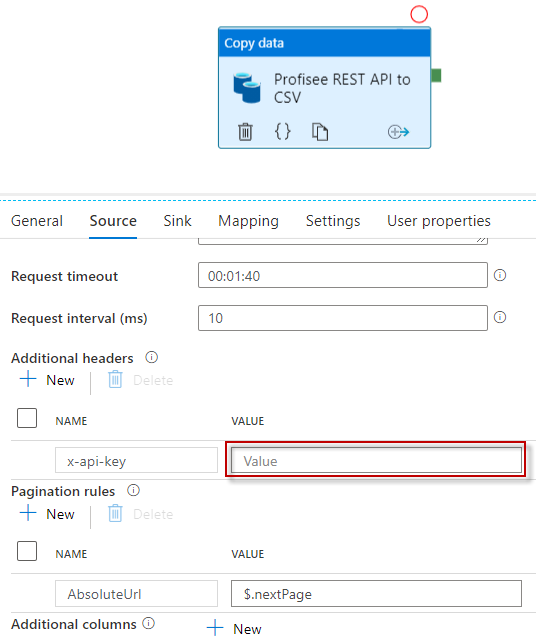 Copy data
Profisee REST API to
CSV
{}
General Source Sink Mapping Settings User properties
Request timeout 00:01:40
Request interval (ms) 10
Additional headers
New Delete
NAME VALUE
x-api-key Value
Pagination rules
New Delete
NAME VALUE
AbsoluteUrl $.nextPage
Additional columns New